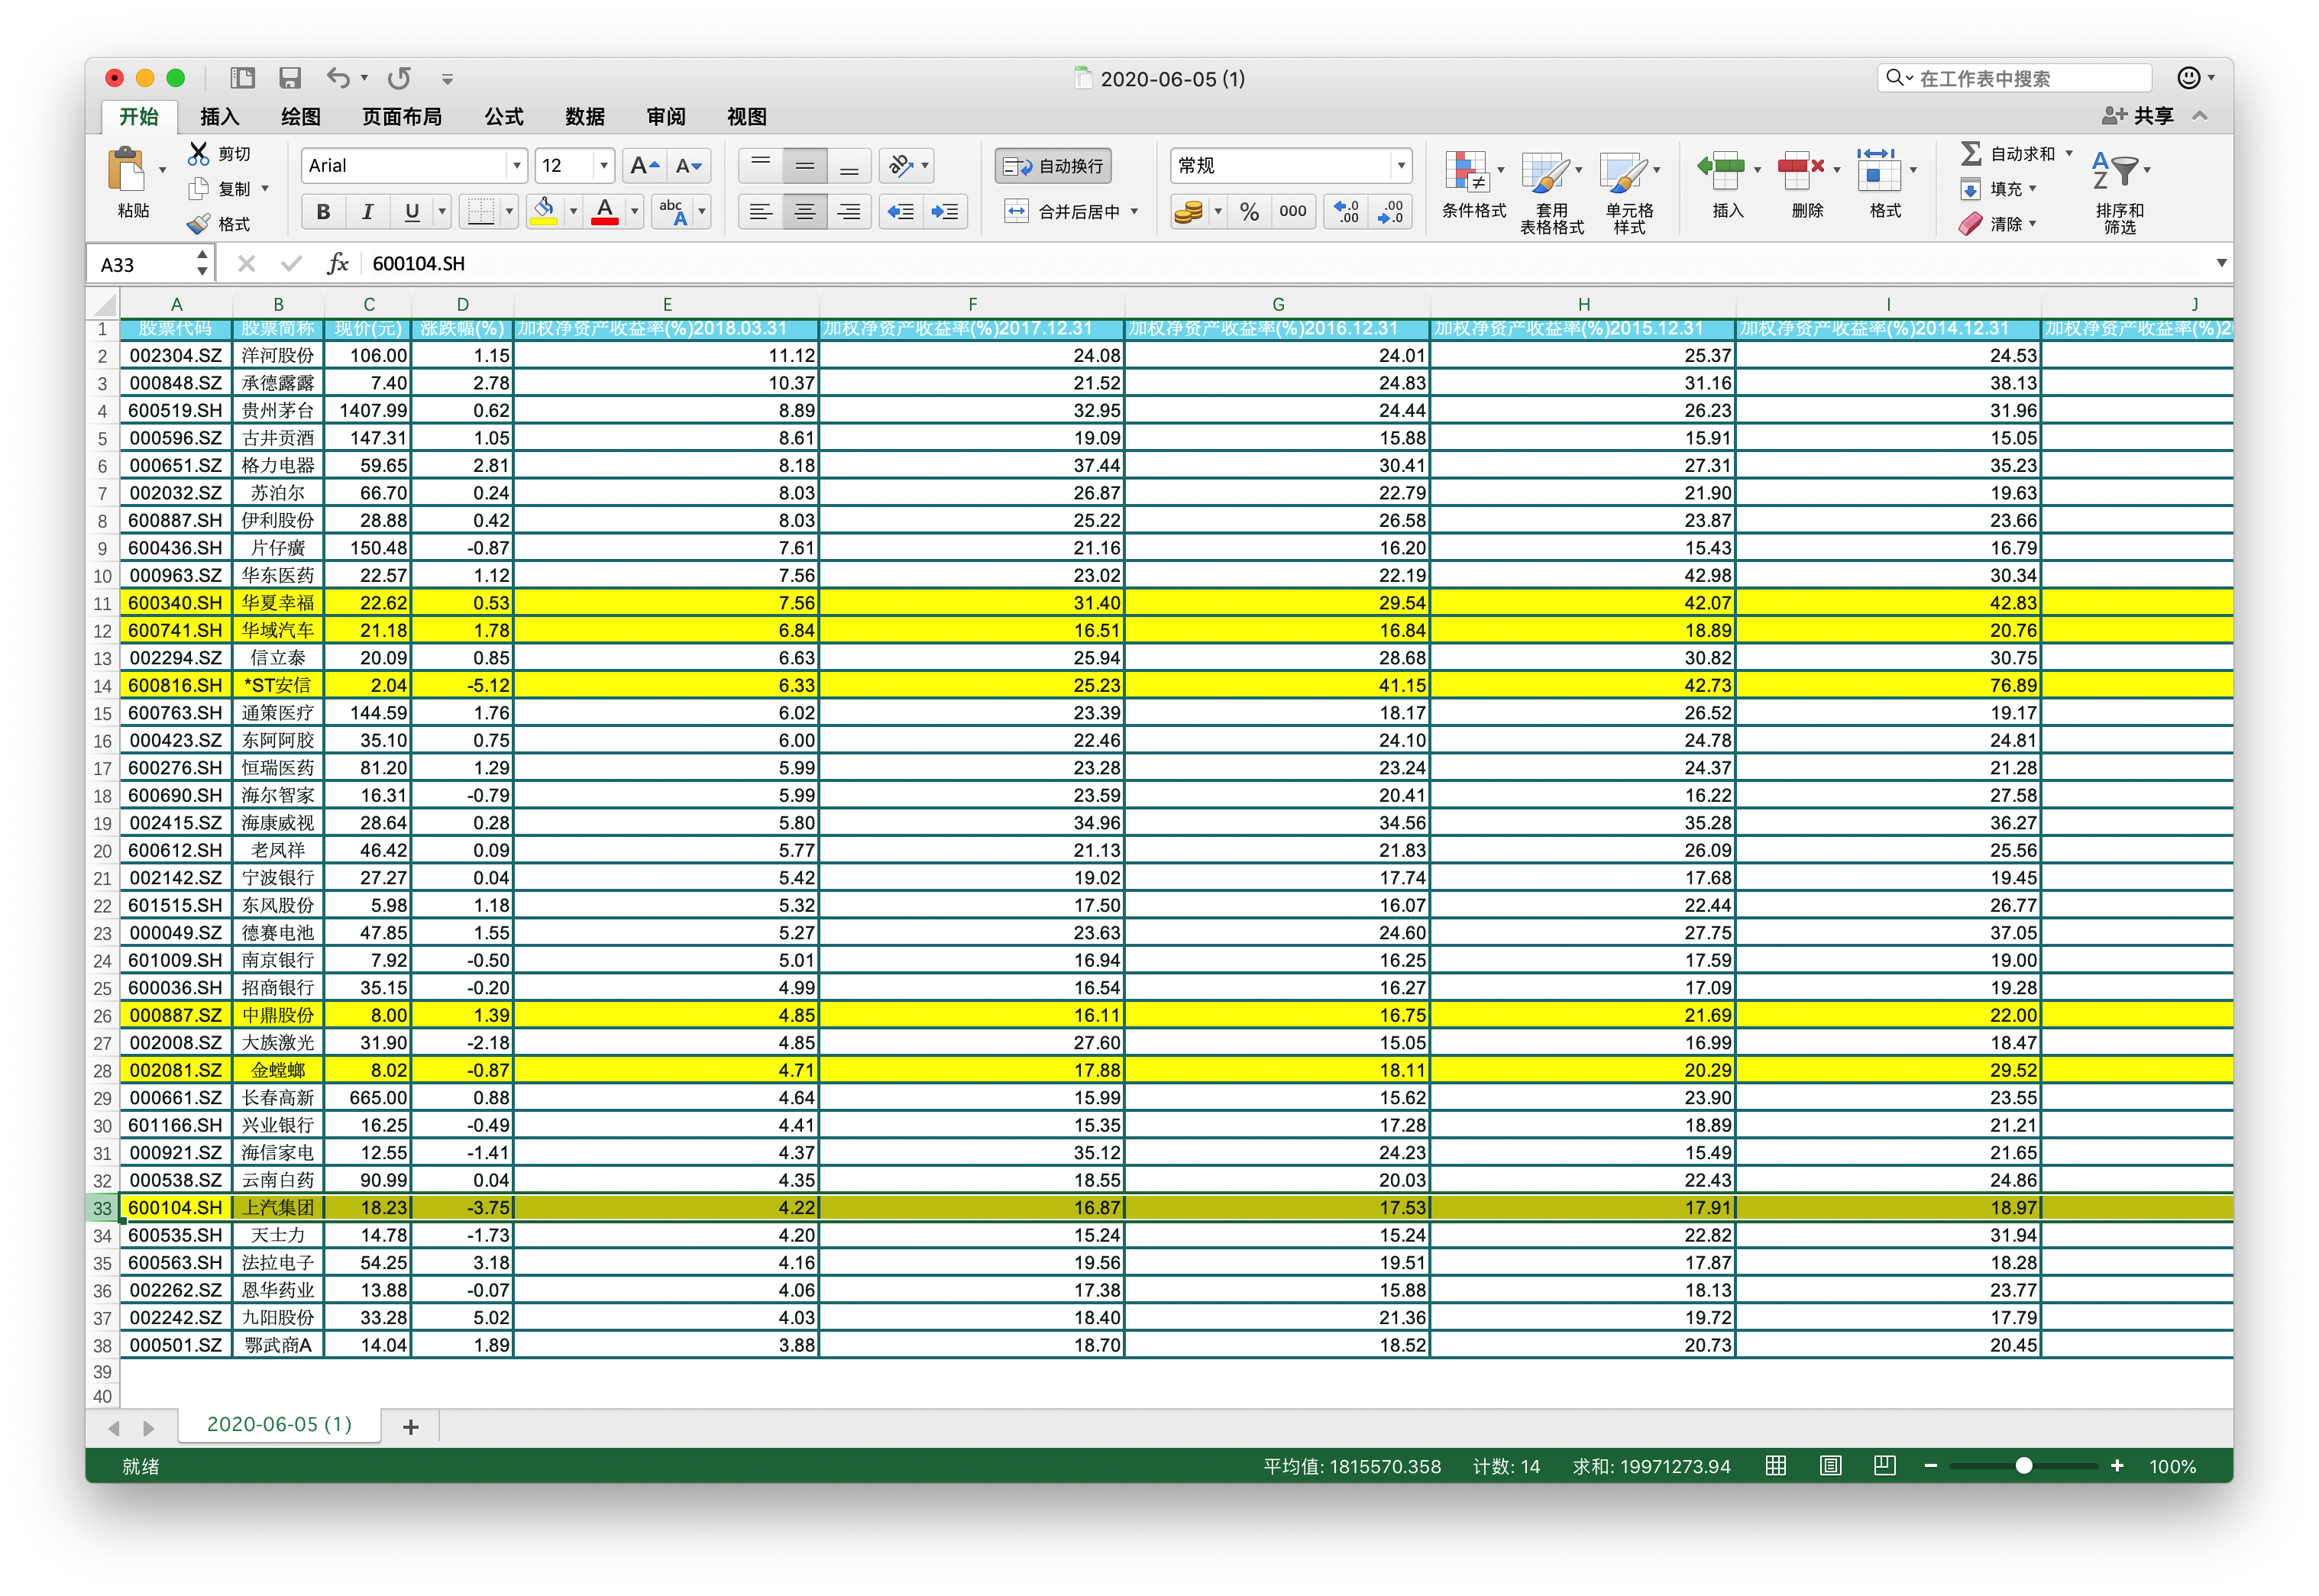 2020-06-05 (1)
在工作表中搜索
开始 插入 绘图 页面布局 公式 数据 审阅 视图 共享
粘贴 剪切 复制 格式
Arial 12
B I U abc A
自动换行
合并后居中
常规
% 000 .0 .00 .00 .0
条件格式 套用表格格式 单元格样式 插入 删除 格式
自动求和 填充 清除 排序和筛选
A33 fx 600104.SH
A B C D E F G H I J
1 股票代码 股票简称 现价(元) 涨跌幅(%) 加权净资产收益率(%)2018.03.31 加权净资产收益率(%)2017.12.31 加权净资产收益率(%)2016.12.31 加权净资产收益率(%)2015.12.31 加权净资产收益率(%)2014.12.31 加权净资产收益率(%)2
2 002304.SZ 洋河股份 106.00 1.15 11.12 24.08 24.01 25.37 24.53
3 000848.SZ 承德露露 7.40 2.78 10.37 21.52 24.83 31.16 38.13
4 600519.SH 贵州茅台 1407.99 0.62 8.89 32.95 24.44 26.23 31.96
5 000596.SZ 古井贡酒 147.31 1.05 8.61 19.09 15.88 15.91 15.05
6 000651.SZ 格力电器 59.65 2.81 8.18 37.44 30.41 27.31 35.23
7 002032.SZ 苏泊尔 66.70 0.24 8.03 26.87 22.79 21.90 19.63
8 600887.SH 伊利股份 28.88 0.42 8.03 25.22 26.58 23.87 23.66
9 600436.SH 片仔癀 150.48 -0.87 7.61 21.16 16.20 15.43 16.79
10 000963.SZ 华东医药 22.57 1.12 7.56 23.02 22.19 42.98 30.34
11 600340.SH 华夏幸福 22.62 0.53 7.56 31.40 29.54 42.07 42.83
12 600741.SH 华域汽车 21.18 1.78 6.84 16.51 16.84 18.89 20.76
13 002294.SZ 信立泰 20.09 0.85 6.63 25.94 28.68 30.82 30.75
14 600816.SH *ST安信 2.04 -5.12 6.33 25.23 41.15 42.73 76.89
15 600763.SH 通策医疗 144.59 1.76 6.02 23.39 18.17 26.52 19.17
16 000423.SZ 东阿阿胶 35.10 0.75 6.00 22.46 24.10 24.78 24.81
17 600276.SH 恒瑞医药 81.20 1.29 5.99 23.28 23.24 24.37 21.28
18 600690.SH 海尔智家 16.31 -0.79 5.99 23.59 20.41 16.22 27.58
19 002415.SZ 海康威视 28.64 0.28 5.80 34.96 34.56 35.28 36.27
20 600612.SH 老凤祥 46.42 0.09 5.77 21.13 21.83 26.09 25.56
21 002142.SZ 宁波银行 27.27 0.04 5.42 19.02 17.74 17.68 19.45
22 601515.SH 东风股份 5.98 1.18 5.32 17.50 16.07 22.44 26.77
23 000049.SZ 德赛电池 47.85 1.55 5.27 23.63 24.60 27.75 37.05
24 601009.SH 南京银行 7.92 -0.50 5.01 16.94 16.25 17.59 19.00
25 600036.SH 招商银行 35.15 -0.20 4.99 16.54 16.27 17.09 19.28
26 000887.SZ 中鼎股份 8.00 1.39 4.85 16.11 16.75 21.69 22.00
27 002008.SZ 大族激光 31.90 -2.18 4.85 27.60 15.05 16.99 18.47
28 002081.SZ 金螳螂 8.02 -0.87 4.71 17.88 18.11 20.29 29.52
29 000661.SZ 长春高新 665.00 0.88 4.64 15.99 15.62 23.90 23.55
30 601166.SH 兴业银行 16.25 -0.49 4.41 15.35 17.28 18.89 21.21
31 000921.SZ 海信家电 12.55 -1.41 4.37 35.12 24.23 15.49 21.65
32 000538.SZ 云南白药 90.99 0.04 4.35 18.55 20.03 22.43 24.86
33 600104.SH 上汽集团 18.23 -3.75 4.22 16.87 17.53 17.91 18.97
34 600535.SH 天士力 14.78 -1.73 4.20 15.24 15.24 22.82 31.94
35 600563.SH 法拉电子 54.25 3.18 4.16 19.56 19.51 17.87 18.28
36 002262.SZ 恩华药业 13.88 -0.07 4.06 17.38 15.88 18.13 23.77
37 002242.SZ 九阳股份 33.28 5.02 4.03 18.40 21.36 19.72 17.79
38 000501.SZ 鄂武商A 14.04 1.89 3.88 18.70 18.52 20.73 20.45
39
40
2020-06-05 (1) +
就绪 平均值: 1815570.358 计数: 14 求和: 19971273.94 100%